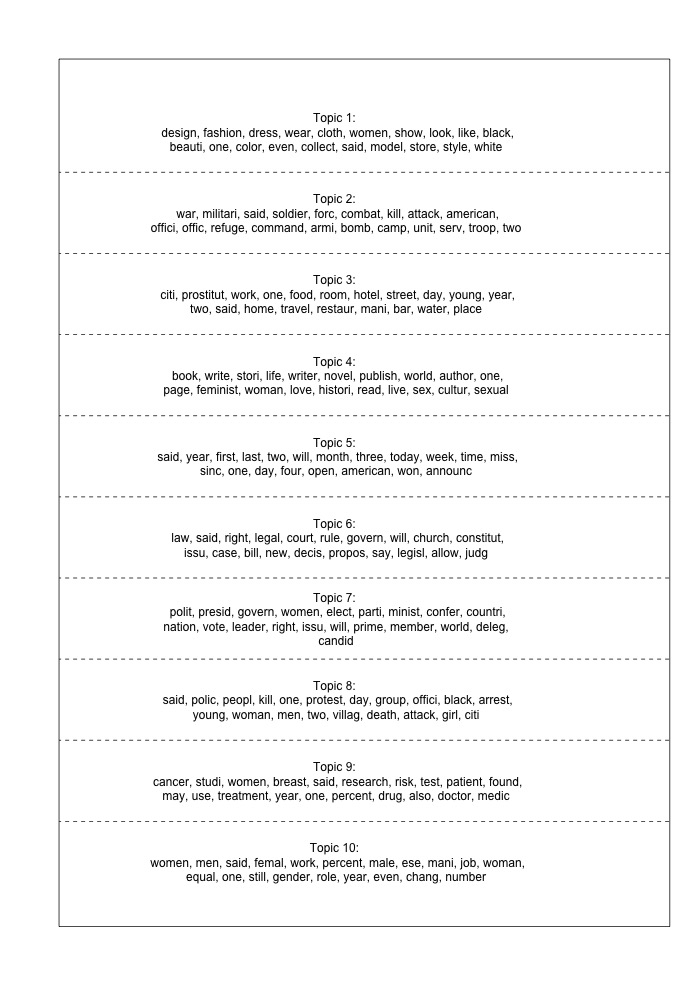 Topic 1:
design, fashion, dress, wear, cloth, women, show, look, like, black,
beauti, one, color, even, collect, said, model, store, style, white
Topic 2:
war, militari, said, soldier, forc, combat, kill, attack, american,
offici, offic, refuge, command, armi, bomb, camp, unit, serv, troop, two
Topic 3:
citi, prostitut, work, one, food, room, hotel, street, day, young, year,
two, said, home, travel, restaur, mani, bar, water, place
Topic 4:
book, write, stori, life, writer, novel, publish, world, author, one,
page, feminist, woman, love, histori, read, live, sex, cultur, sexual
Topic 5:
said, year, first, last, two, will, month, three, today, week, time, miss,
sinc, one, day, four, open, american, won, announc
Topic 6:
law, said, right, legal, court, rule, govern, will, church, constitut,
issu, case, bill, new, decis, propos, say, legisl, allow, judg
Topic 7:
polit, presid, govern, women, elect, parti, minist, confer, countri,
nation, vote, leader, right, issu, will, prime, member, world, deleg,
candid
Topic 8:
said, polic, peopl, kill, one, protest, day, group, offici, black, arrest,
young, woman, men, two, villag, death, attack, girl, citi
Topic 9:
cancer, studi, women, breast, said, research, risk, test, patient, found,
may, use, treatment, year, one, percent, drug, also, doctor, medic
Topic 10:
women, men, said, femal, work, percent, male, ese, mani, job, woman,
equal, one, still, gender, role, year, even, chang, number